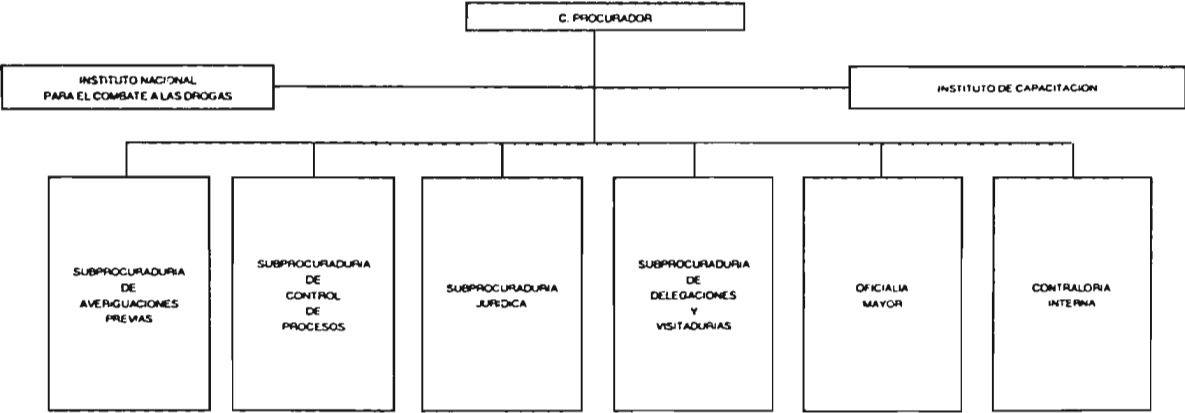 C. PROCURADOR
INSTITUTO NACIONAL
PARA EL COMBATE A LAS DROGAS
INSTITUTO DE CAPACITACION
SUBPROCURADURIA
DE
AVERIGUACIONES
PREVIAS
SUBPROCURADURIA
DE
CONTROL
DE
PROCESOS
SUBPROCURADURIA
JURIDICA
SUBPROCURADURIA
DE
DELEGACIONES
Y
VISITADURIAS
OFICIALIA
MAYOR
CONTRALORIA
INTERNA